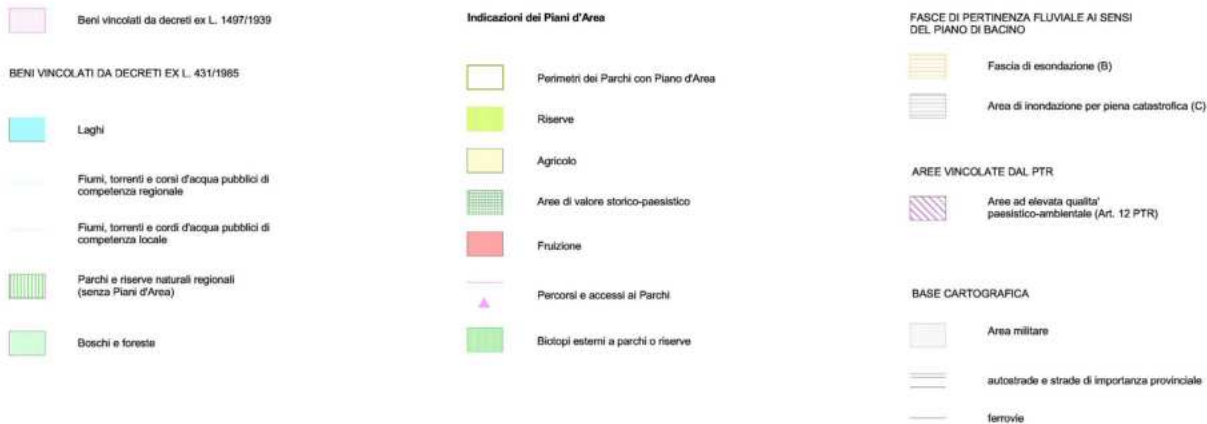 Beni vincolati da decreti ex L. 1497/1939
BENI VINCOLATI DA DECRETI EX L. 431/1985
Laghi
Fiumi, torrenti e corsi d'acqua pubblici di
competenza regionale
Fiumi, torrenti e cordi d'acqua pubblici di
competenza locale
Parchi e riserve naturali regionali
(senza Piani d'Area)
Boschi e foreste
Indicazioni dei Piani d'Area
Perimetri dei Parchi con Piano d'Area
Riserve
Agricolo
Aree di valore storico-paesistico
Fruizione
Percorsi e accessi ai Parchi
Biotopi esterni a parchi o riserve
FASCE DI PERTINENZA FLUVIALE AI SENSI
DEL PIANO DI BACINO
Fascia di esondazione (B)
Area di inondazione per piena catastrofica (C)
AREE VINCOLATE DAL PTR
Aree ad elevata qualita'
paesistico-ambientale (Art. 12 PTR)
BASE CARTOGRAFICA
Area militare
autostrade e strade di importanza provinciale
ferrovie